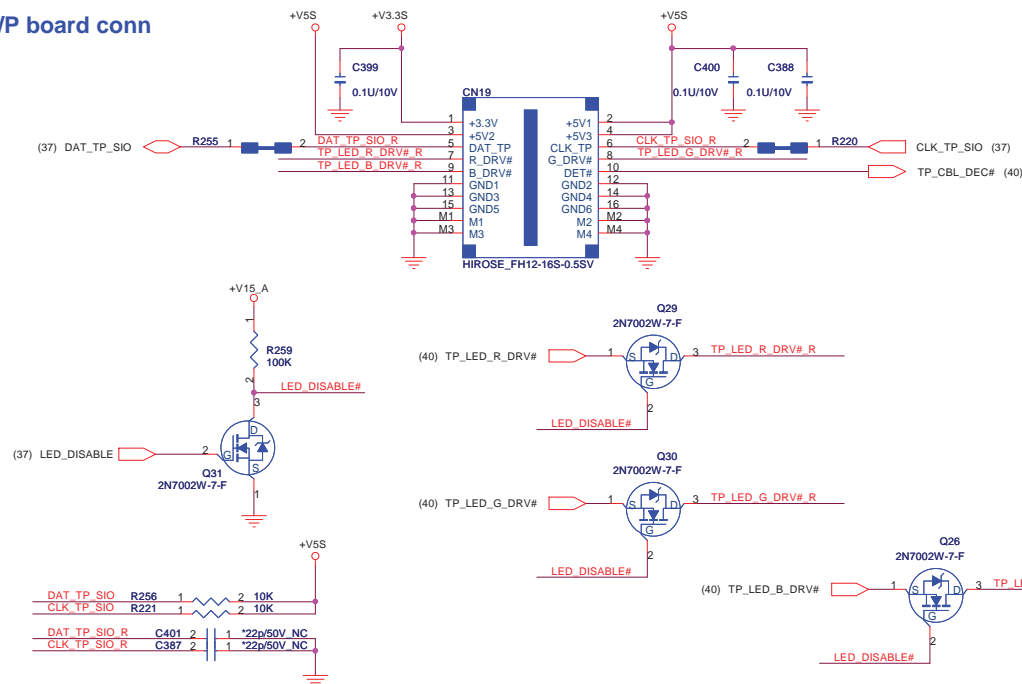 /P board conn
+V5S
+V3.3S
+V5S
C399
0.1U/10V
C400
0.1U/10V
C388
0.1U/10V
CN19
1 +3.3V
3 +5V2
5 DAT_TP
7 R_DRV#
9 B_DRV#
11 GND1
13 GND3
15 GND5
M1 M1
M3 M3
+5V1 2
+5V3 4
CLK_TP 6
G_DRV# 8
DET# 10
GND2 12
GND4 14
GND6 16
M2 M2
M4 M4
HIROSE_FH12-16S-0.5SV
(37) DAT_TP_SIO
R255 1 2
DAT_TP_SIO_R
TP_LED_R_DRV#_R
TP_LED_B_DRV#_R
CLK_TP_SIO_R
TP_LED_G_DRV#_R
2 1 R220
CLK_TP_SIO (37)
TP_CBL_DEC# (40)
+V15_A
1
R259
100K
2
LED_DISABLE#
3
D
(37) LED_DISABLE
2 G
S
Q31
2N7002W-7-F
1
Q29
2N7002W-7-F
(40) TP_LED_R_DRV#
1 S D 3
TP_LED_R_DRV#_R
G
2
LED_DISABLE#
Q30
2N7002W-7-F
(40) TP_LED_G_DRV#
1 S D 3
TP_LED_G_DRV#_R
G
2
LED_DISABLE#
Q26
2N7002W-7-F
(40) TP_LED_B_DRV#
1 S D 3
G
2
LED_DISABLE#
+V5S
DAT_TP_SIO R256 1 2 10K
CLK_TP_SIO R221 1 2 10K
DAT_TP_SIO_R C401 2 1 *22p/50V_NC
CLK_TP_SIO_R C387 2 1 *22p/50V_NC